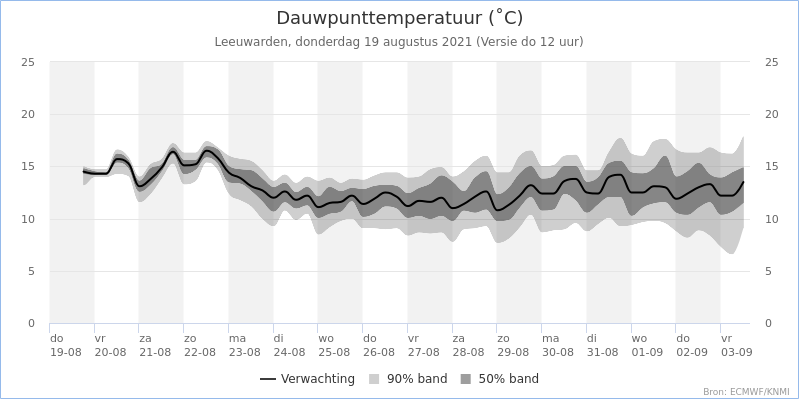 Dauwpunttemperatuur (˚C)
Leeuwarden, donderdag 19 augustus 2021 (Versie do 12 uur)
25 25
20 20
15 15
10 10
5 5
0 0
do vr za zo ma di wo do vr za zo ma di wo do vr
19-08 20-08 21-08 22-08 23-08 24-08 25-08 26-08 27-08 28-08 29-08 30-08 31-08 01-09 02-09 03-09
Verwachting 90% band 50% band
Bron: ECMWF/KNMI